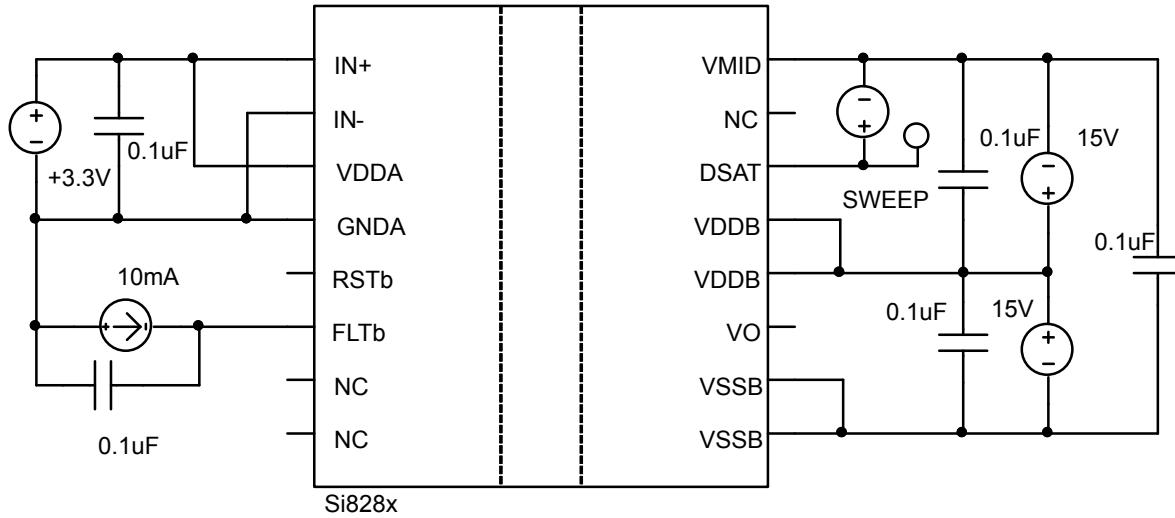 IN+
IN-
VDDA
GNDA
RSTb
FLTb
NC
NC
+
−
+3.3V
0.1uF
10mA
+
-
0.1uF
VMID
NC
DSAT
VDDB
VDDB
VO
VSSB
VSSB
−
+
SWEEP
0.1uF
15V
−
+
0.1uF
0.1uF
15V
+
−
Si828x